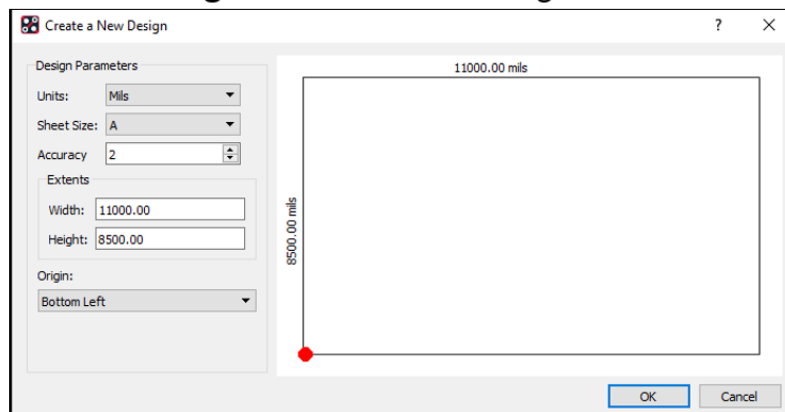 Create a New Design
Design Parameters
Units: Mils
Sheet Size: A
Accuracy 2
Extents
Width: 11000.00
Height: 8500.00
Origin:
Bottom Left
11000.00 mils
8500.00 mils
OK Cancel